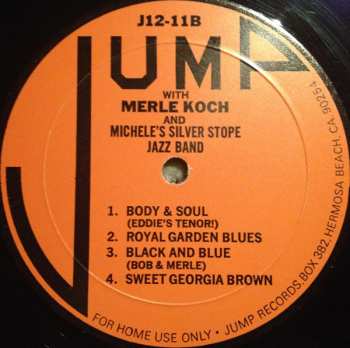 J12-11B
JUMP
WITH
MERLE KOCH
AND
MICHELE'S SILVER STOPE
JAZZ BAND
1. BODY & SOUL
(EDDIE'S TENOR!)
2. ROYAL GARDEN BLUES
3. BLACK AND BLUE
(BOB & MERLE)
4. SWEET GEORGIA BROWN
FOR HOME USE ONLY • JUMP RECORDS, BOX 382, HERMOSA BEACH, CA. 90254